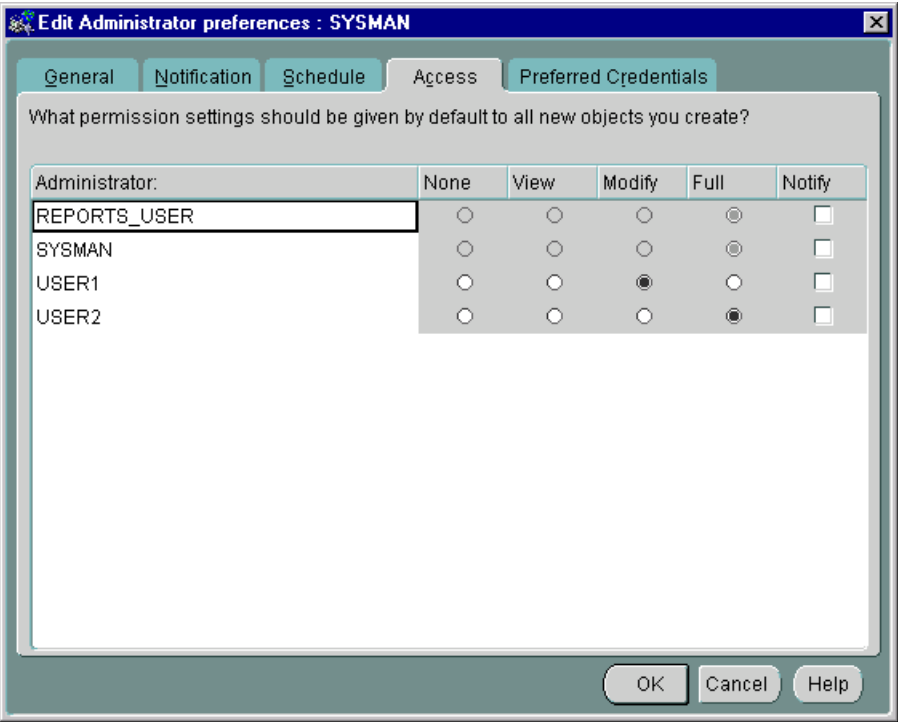 Edit Administrator preferences : SYSMAN
General Notification Schedule Access Preferred Credentials
What permission settings should be given by default to all new objects you create?
Administrator: None View Modify Full Notify
REPORTS_USER
SYSMAN
USER1
USER2
OK Cancel Help